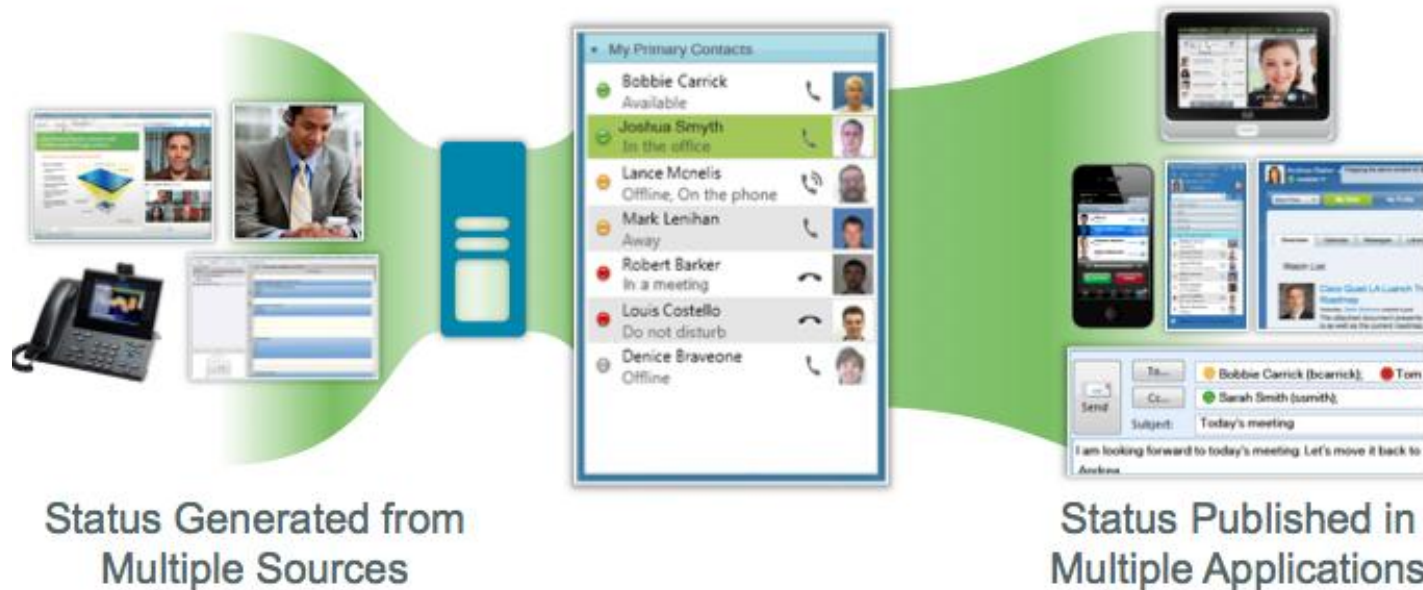 My Primary Contacts
Bobbie Carrick
Available
Joshua Smyth
In the office
Lance Mcnelis
Offline, On the phone
Mark Lenihan
Away
Robert Barker
In a meeting
Louis Costello
Do not disturb
Denice Braveone
Offline
Watch List
To...
Bobbie Carrick (bcarrick); Tom
Send
Cc...
Sarah Smith (ssmith);
Subject:
Today's meeting
I am looking forward to today's meeting. Let's move it back to
Andrea
Status Generated from
Multiple Sources
Status Published in
Multiple Applications